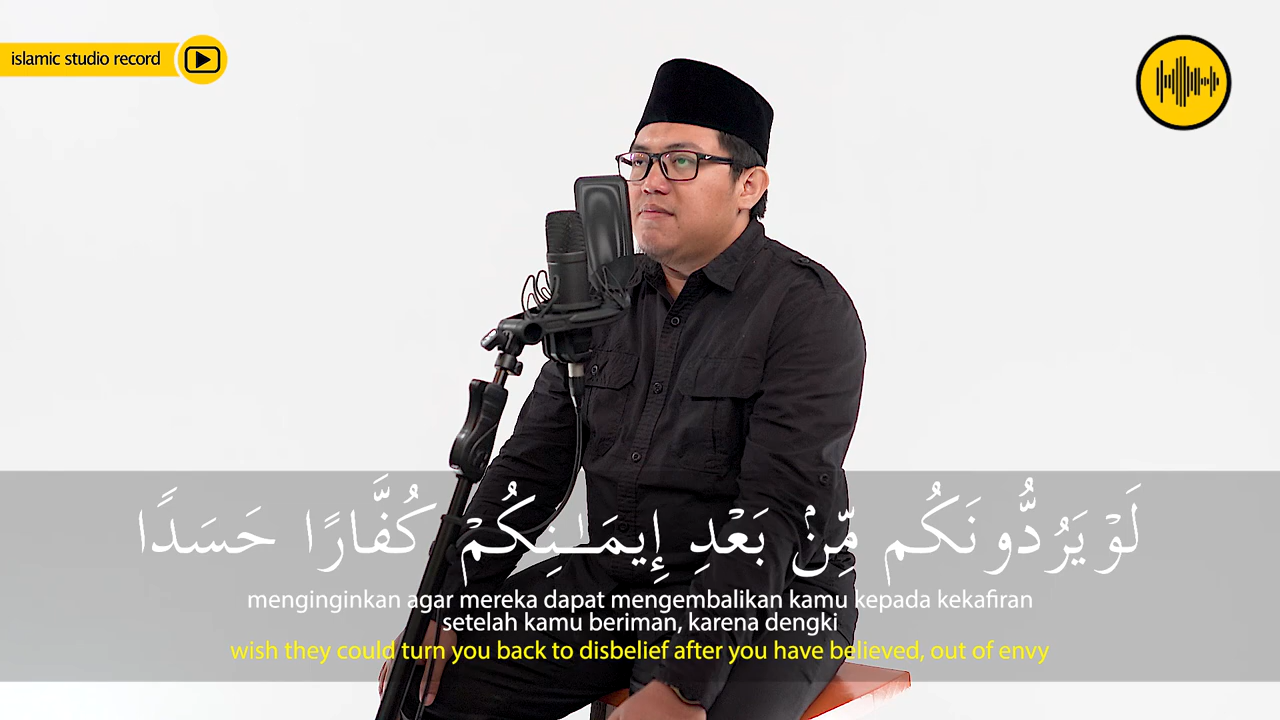 islamic studio record
لَوْ يَرُدُّونَكُم مِّنۢ بَعْدِ إِيمَـٰنِكُمْ كُفَّارًا حَسَدًا
menginginkan agar mereka dapat mengembalikan kamu kepada kekafiran
setelah kamu beriman, karena dengki
wish they could turn you back to disbelief after you have believed, out of envy